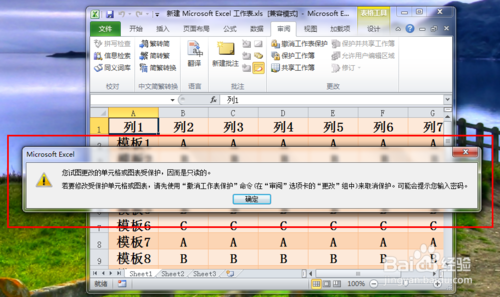 新建 Microsoft Excel 工作表.xls [兼容模式] - Microsoft E...
表格工具
文件 开始 插入 页面布局 公式 数据 审阅 视图 设计
拼写检查
信息检索
同义词库
校对
繁转简
简转繁
简繁转换
中文简繁转换
翻译
语言
新建批注
批注
撤消工作表保护
保护工作簿
共享工作簿
保护并共享工作簿
允许用户编辑区域
修订
更改
A1
fx 列1
A B C D E F G
1 列1 列2 列3 列4 列5 列6 列7
模板1 A A A A A A
Microsoft Excel
您试图更改的单元格或图表受保护，因而是只读的。
若要修改受保护单元格或图表，请先使用“撤消工作表保护”命令(在“审阅”选项卡的“更改”组中)来取消保护。可能会提示您输入密码。
确定
7 模板6 C C C C C C
8 模板7 A A A A A A
9 模板8 B B B B B
Sheet1 Sheet2 Sheet3
就绪
100%
Baidu 经验